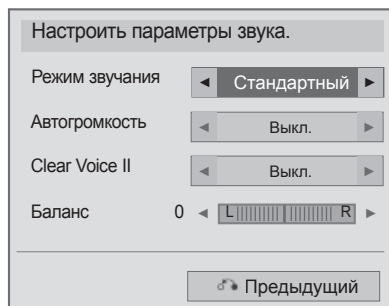 Настроить параметры звука.
Режим звучания ◄ Стандартный ►
Автогромкость ◄ Выкл. ►
Clear Voice II ◄ Выкл. ►
Баланс 0 ◄ L R ►
Предыдущий